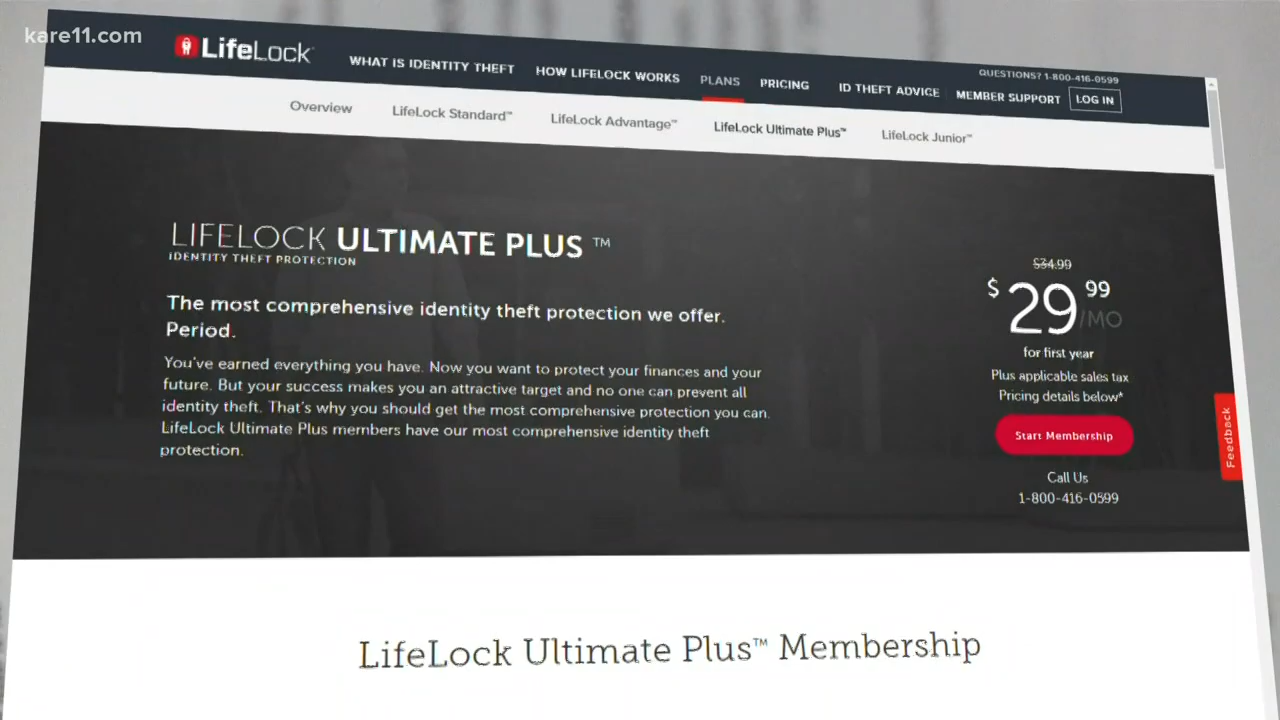 kare11.com
LifeLock
QUESTIONS? 1-800-416-0599
WHAT IS IDENTITY THEFT HOW LIFELOCK WORKS PLANS PRICING ID THEFT ADVICE MEMBER SUPPORT LOG IN
Overview LifeLock Standard™ LifeLock Advantage™ LifeLock Ultimate Plus™ LifeLock Junior™
LIFELOCK ULTIMATE PLUS ™
IDENTITY THEFT PROTECTION
The most comprehensive identity theft protection we offer.
Period.
You've earned everything you have. Now you want to protect your finances and your
future. But your success makes you an attractive target and no one can prevent all
identity theft. That's why you should get the most comprehensive protection you can.
LifeLock Ultimate Plus members have our most comprehensive identity theft
protection.
$34.99
$29.99/MO
for first year
Plus applicable sales tax
Pricing details below*
Start Membership
Call Us
1-800-416-0599
Feedback
LifeLock Ultimate Plus™ Membership